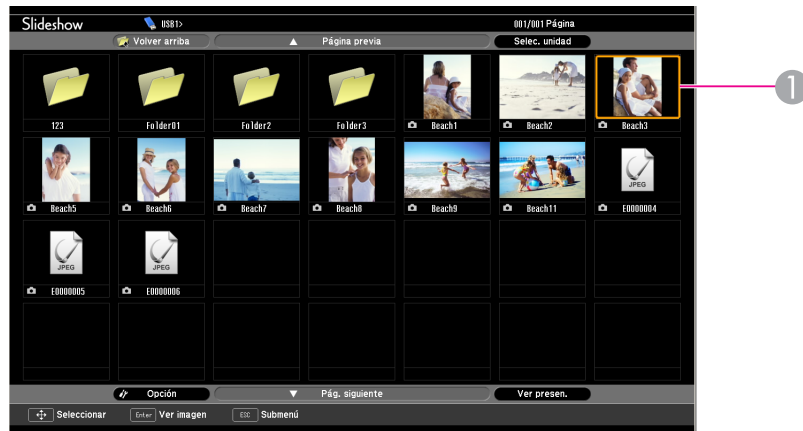 Slideshow USB1> 001/001 Página
Volver arriba ▲ Página previa Selec. unidad
123 Folder01 Folder2 Folder3 Beach1 Beach2 Beach3
1
Beach5 Beach6 Beach7 Beach8 Beach9 Beach11 E0000004
JPEG
JPEG JPEG
E0000005 E0000006
Opción ▼ Pág. siguiente Ver presen.
Seleccionar Enter Ver imagen ESC Submenú